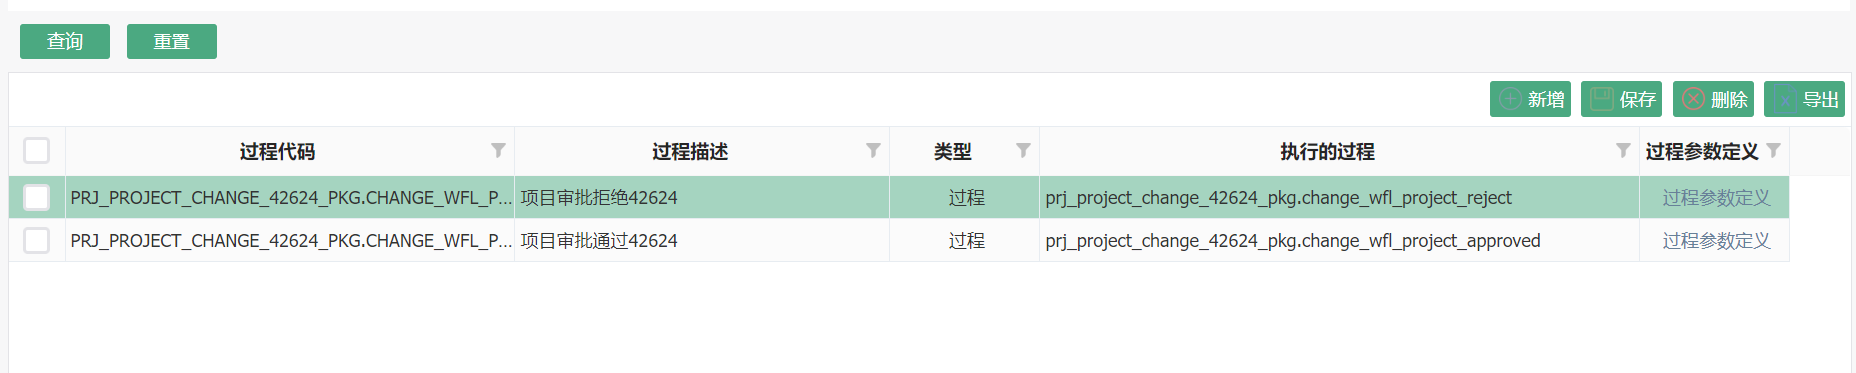 查询 重置
新增 保存 删除 导出
过程代码 过程描述 类型 执行的过程 过程参数定义
PRJ_PROJECT_CHANGE_42624_PKG.CHANGE_WFL_P... 项目审批拒绝42624 过程 prj_project_change_42624_pkg.change_wfl_project_reject 过程参数定义
PRJ_PROJECT_CHANGE_42624_PKG.CHANGE_WFL_P... 项目审批通过42624 过程 prj_project_change_42624_pkg.change_wfl_project_approved 过程参数定义